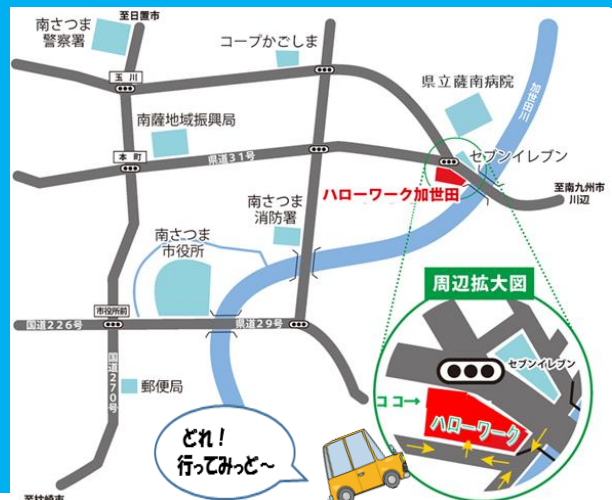 至日置市
南さつま
警察署
コープかごしま
玉川
県立薩南病院
加世田川
南薩地域振興局
本町
県道31号
セブンイレブン
ハローワーク加世田
至南九州市
川辺
南さつま
消防署
南さつま
市役所
周辺拡大図
市役所前
国道226号
県道29号
国道270号
郵便局
セブンイレブン
ココ→
ハローワーク
どれ!
行ってみっど~
至枕崎市